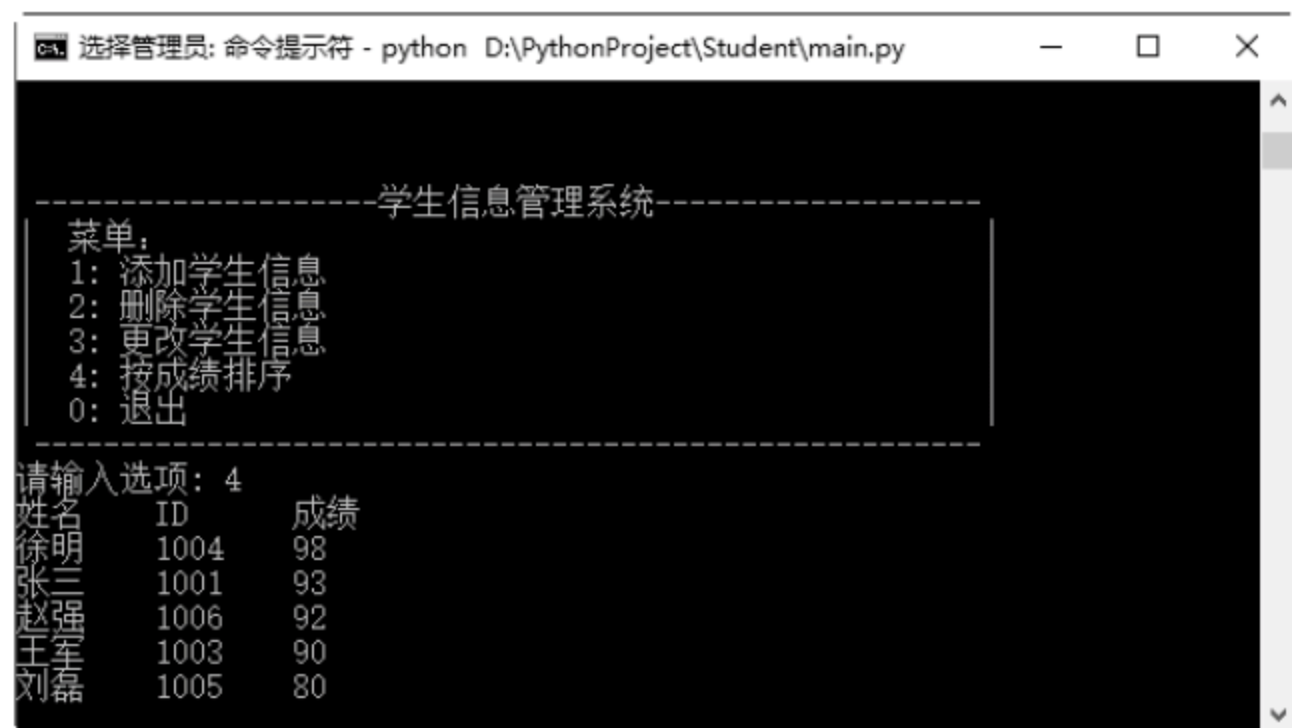 选择管理员: 命令提示符 - python D:\PythonProject\Student\main.py
-------------------学生信息管理系统-------------------
| 菜单： |
| 1: 添加学生信息 |
| 2: 删除学生信息 |
| 3: 更改学生信息 |
| 4: 按成绩排序 |
| 0: 退出 |
-------------------------------------------------------
请输入选项: 4
姓名 ID 成绩
徐明 1004 98
张三 1001 93
赵强 1006 92
王军 1003 90
刘磊 1005 80